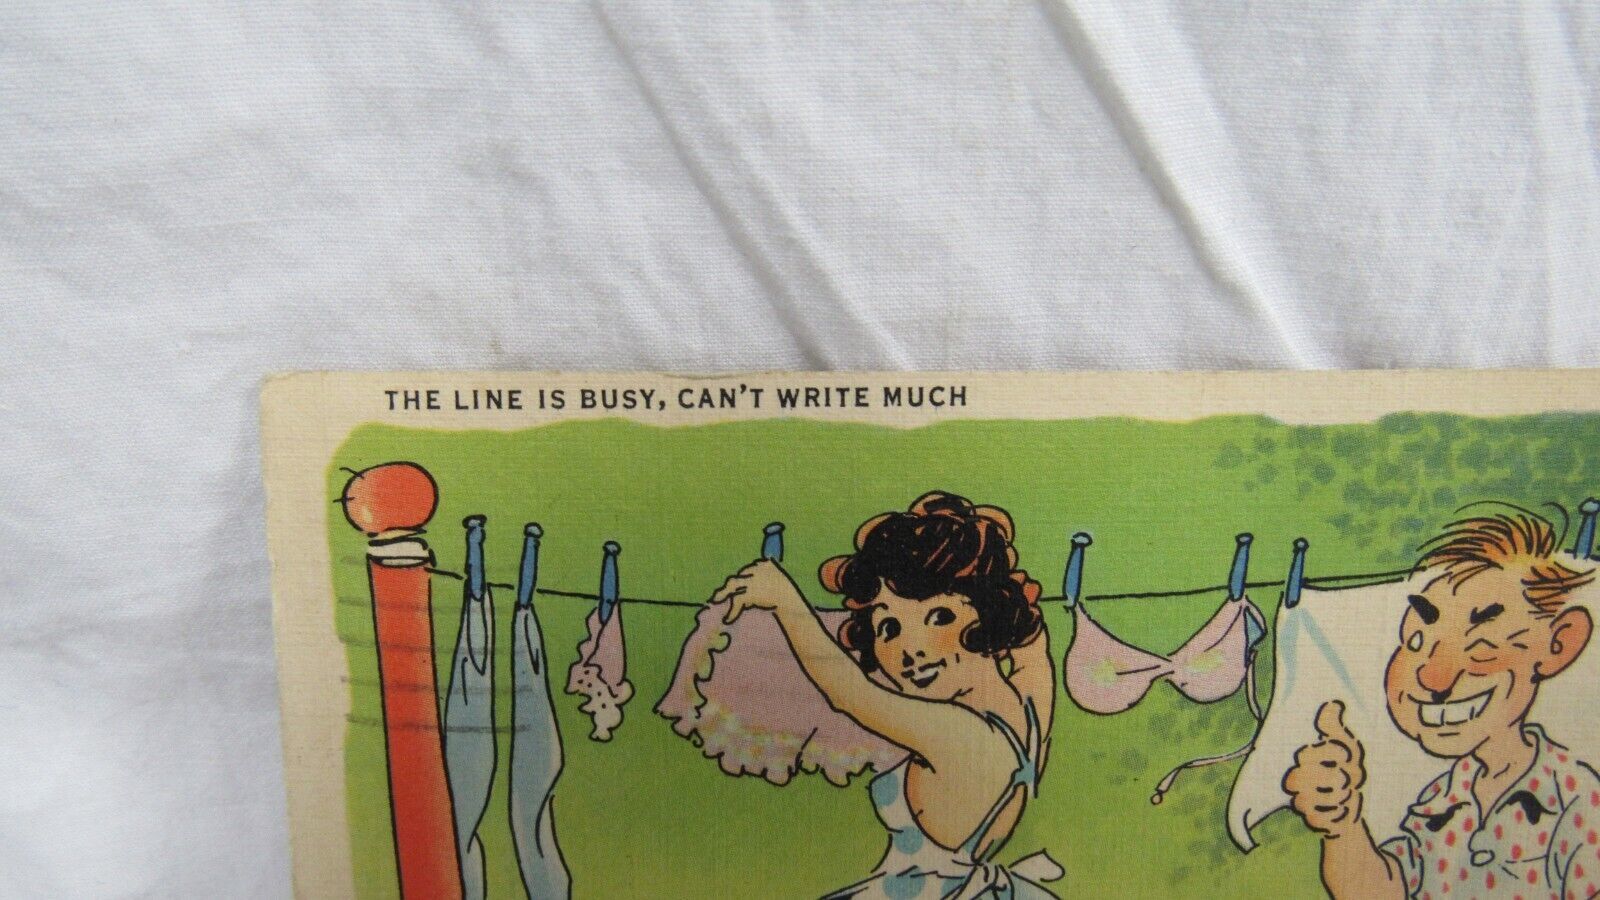 THE LINE IS BUSY, CAN'T WRITE MUCH